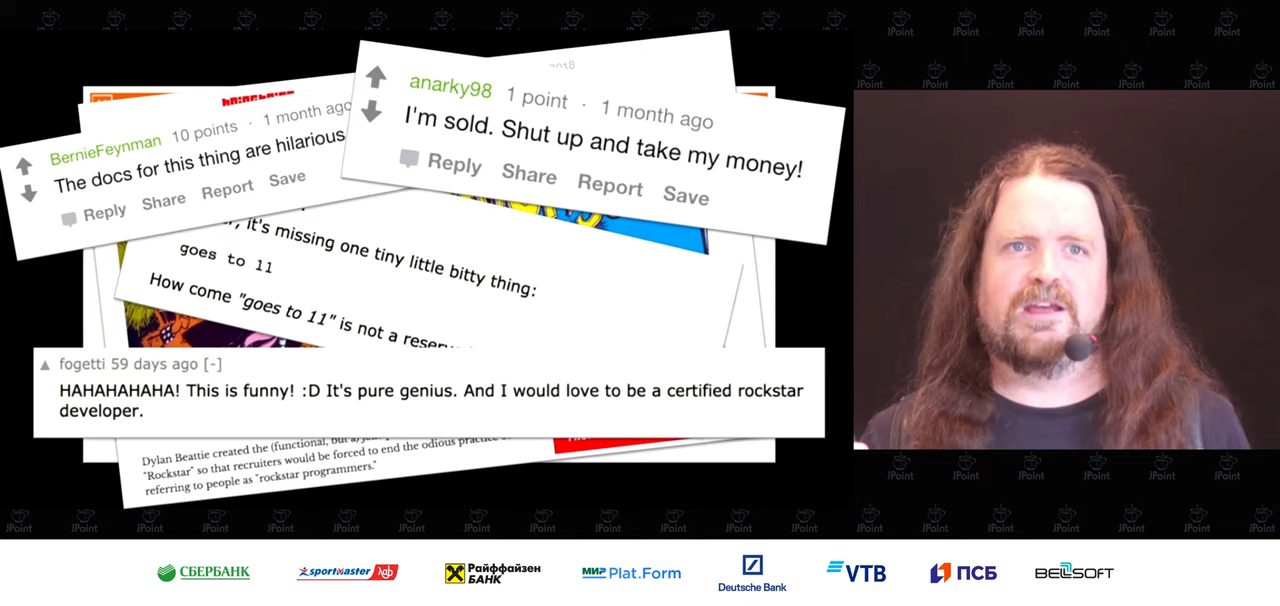 anarky98 1 point · 1 month ago
I'm sold. Shut up and take my money!
Reply Share Report Save
BernieFeynman 10 points · 1 month ago
The docs for this thing are hilarious
Reply Share Report Save
it's missing one tiny little bitty thing:
goes to 11
How come "goes to 11" is not a
fogetti 59 days ago [-]
HAHAHAHAHA! This is funny! :D It's pure genius. And I would love to be a certified rockstar
developer.
Dylan Beattie created the (functional, but
"Rockstar" so that recruiters would be forced to end the odious practice
referring to people as "rockstar programmers."
JPoint
СБЕРБАНК
sportmaster lab
Райффайзен
БАНК
МИР Plat.Form
Deutsche Bank
VTB
ПСБ
BELLSOFT